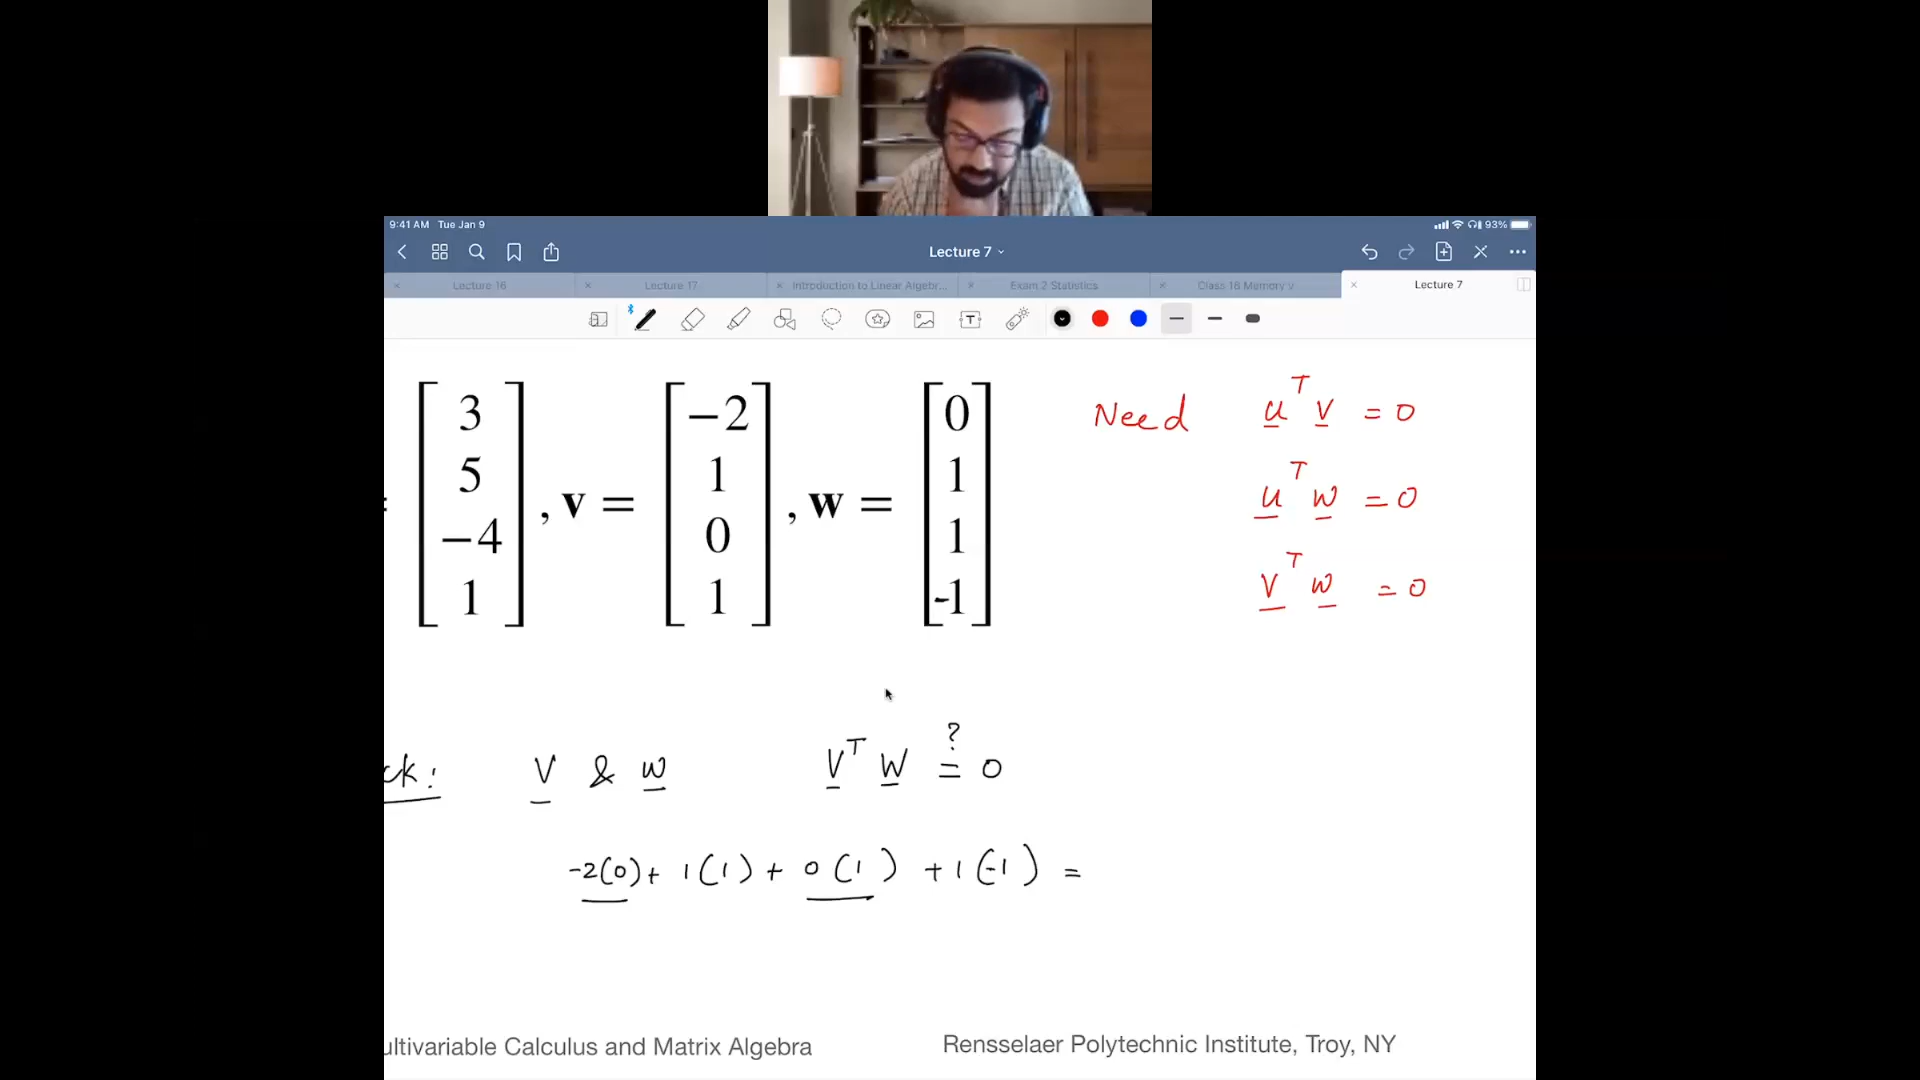 9:41 AM Tue Jan 9
93%
Lecture 7
Lecture 16
Lecture 17
Introduction to Linear Algebr...
Exam 2 Statistics
Class 18 Memory v
Lecture 7
T
[3 5 −4 1], v = [−2 1 0 1], w = [0 1 1 -1]
Need u^T v = 0
u^T w = 0
v^T w = 0
ck: v & w v^T w ?= 0
-2(0) + 1(1) + 0(1) + 1(-1) =
ultivariable Calculus and Matrix Algebra
Rensselaer Polytechnic Institute, Troy, NY